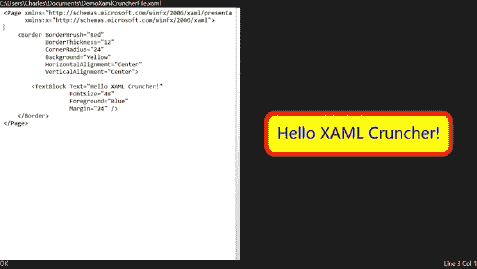 C:\Users\Charles\Documents\DemoXamlCruncherFile.xaml
<Page xmlns="http://schemas.microsoft.com/winfx/2006/xaml/presenta
xmlns:x="http://schemas.microsoft.com/winfx/2006/xaml">
<Border BorderBrush="Red"
BorderThickness="12"
CornerRadius="24"
Background="Yellow"
HorizontalAlignment="Center"
VerticalAlignment="Center">
<TextBlock Text="Hello XAML Cruncher!"
FontSize="48"
Foreground="Blue"
Margin="24" />
</Border>
</Page>
Hello XAML Cruncher!
OK
Line 3 Col 1